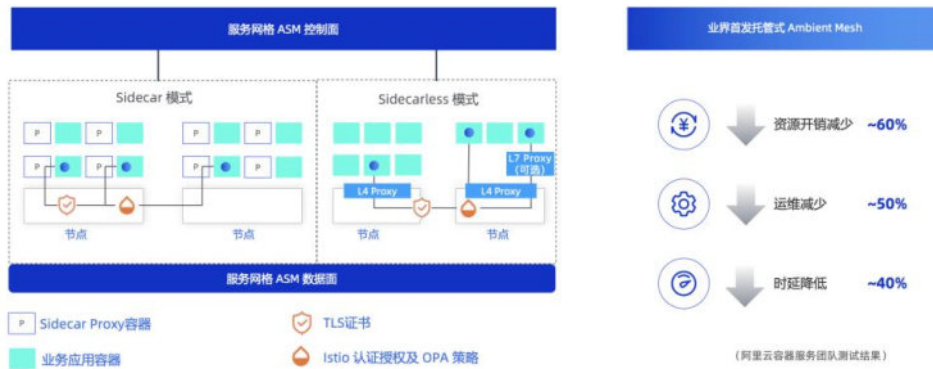 服务网格 ASM 控制面
Sidecar 模式
P
P
P
P
P
P
P
P
节点
节点
Sidecarless 模式
L7 Proxy
（可选）
L4 Proxy
L4 Proxy
节点
节点
服务网格 ASM 数据面
P
Sidecar Proxy容器
TLS证书
业务应用容器
Istio 认证授权及 OPA 策略
业界首发托管式 Ambient Mesh
资源开销减少 ~60%
运维减少 ~50%
时延降低 ~40%
（阿里云容器服务团队测试结果）